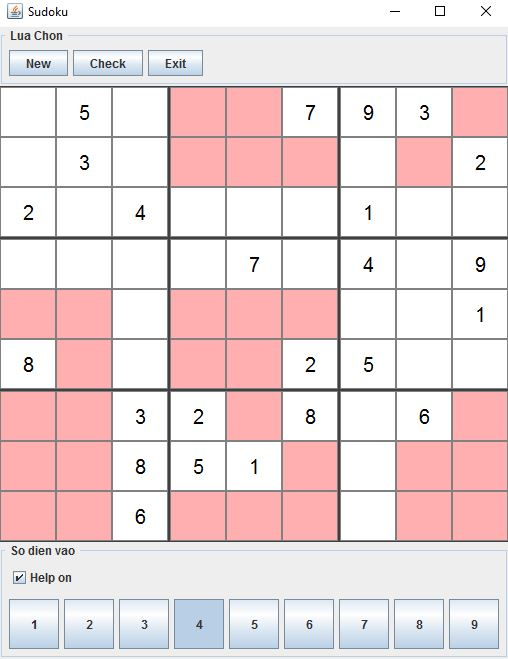 Sudoku
Lua Chon
New Check Exit
5 7 9 3
3 2
2 4 1
7 4 9
1
8 2 5
3 2 8 6
8 5 1
6
So dien vao
Help on
1 2 3 4 5 6 7 8 9